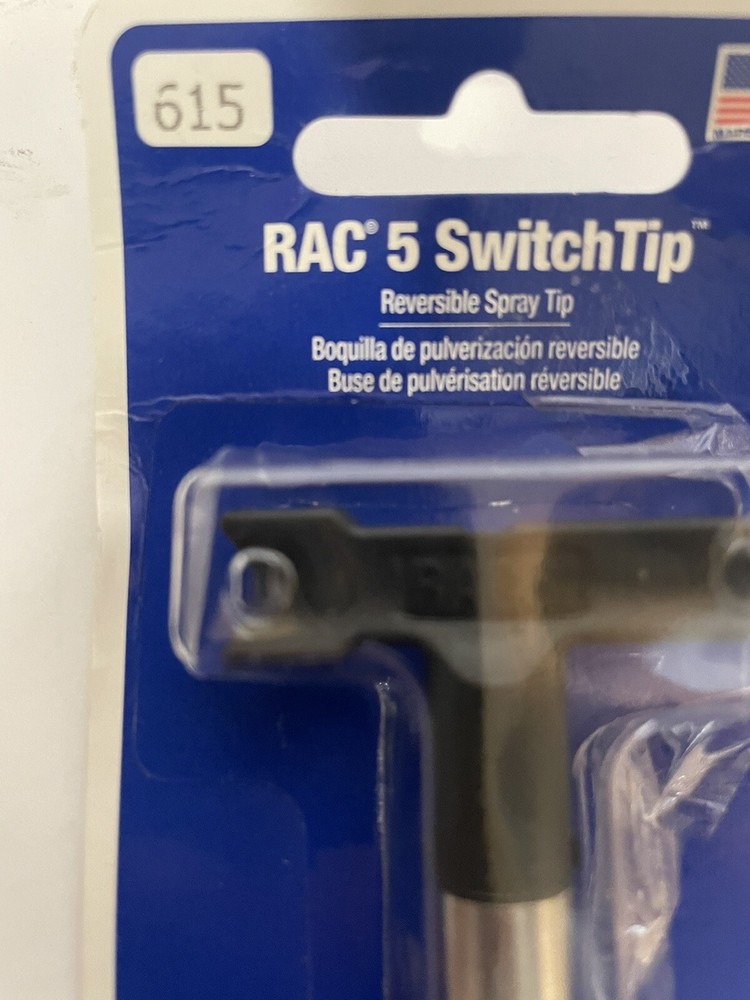 615
RAC® 5 SwitchTip™
Reversible Spray Tip
Boquilla de pulverización reversible
Buse de pulvérisation réversible